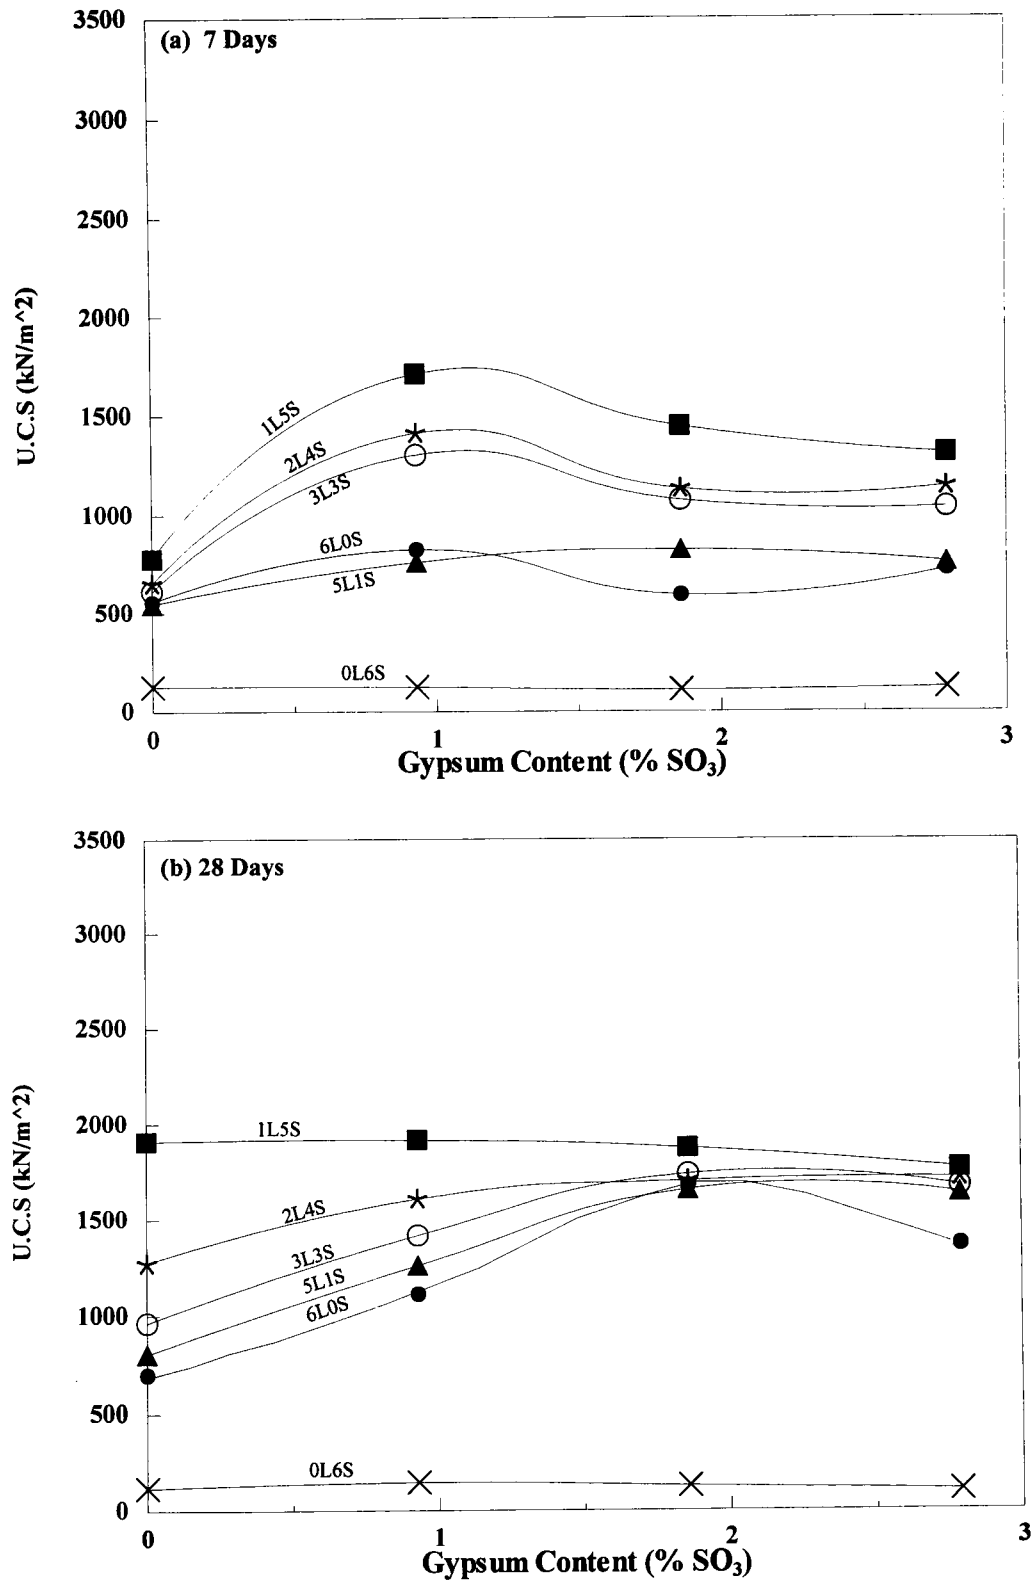 3500
(a) 7 Days
3000
2500
2000
1500
1000
500
0
U.C.S (kN/m^2)
1L5S
2L4S
3L3S
6L0S
5L1S
0L6S
0 1 2 3
Gypsum Content (% SO₃)
3500
(b) 28 Days
3000
2500
2000
1500
1000
500
0
U.C.S (kN/m^2)
1L5S
2L4S
3L3S
5L1S
6L0S
0L6S
0 1 2 3
Gypsum Content (% SO₃)